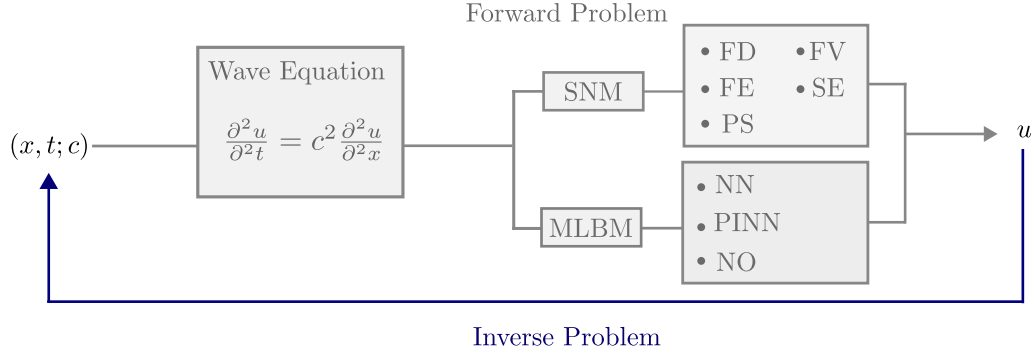 Forward Problem
(x, t; c)
Wave Equation
∂²u/∂²t = c² ∂²u/∂²x
SNM
• FD • FV
• FE • SE
• PS
MLBM
• NN
• PINN
• NO
u
Inverse Problem